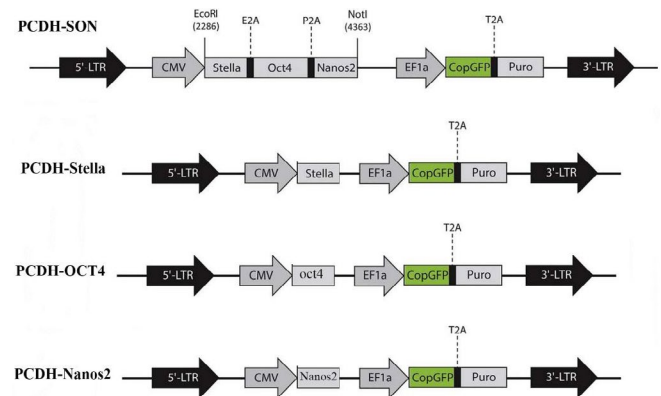 PCDH-SON
EcoRI
(2286)
E2A
P2A
NotI
(4363)
T2A
5'-LTR
CMV
Stella
Oct4
Nanos2
EF1a
CopGFP
Puro
3'-LTR
PCDH-Stella
T2A
5'-LTR
CMV
Stella
EF1a
CopGFP
Puro
3'-LTR
PCDH-OCT4
T2A
5'-LTR
CMV
oct4
EF1a
CopGFP
Puro
3'-LTR
PCDH-Nanos2
T2A
5'-LTR
CMV
Nanos2
EF1a
CopGFP
Puro
3'-LTR